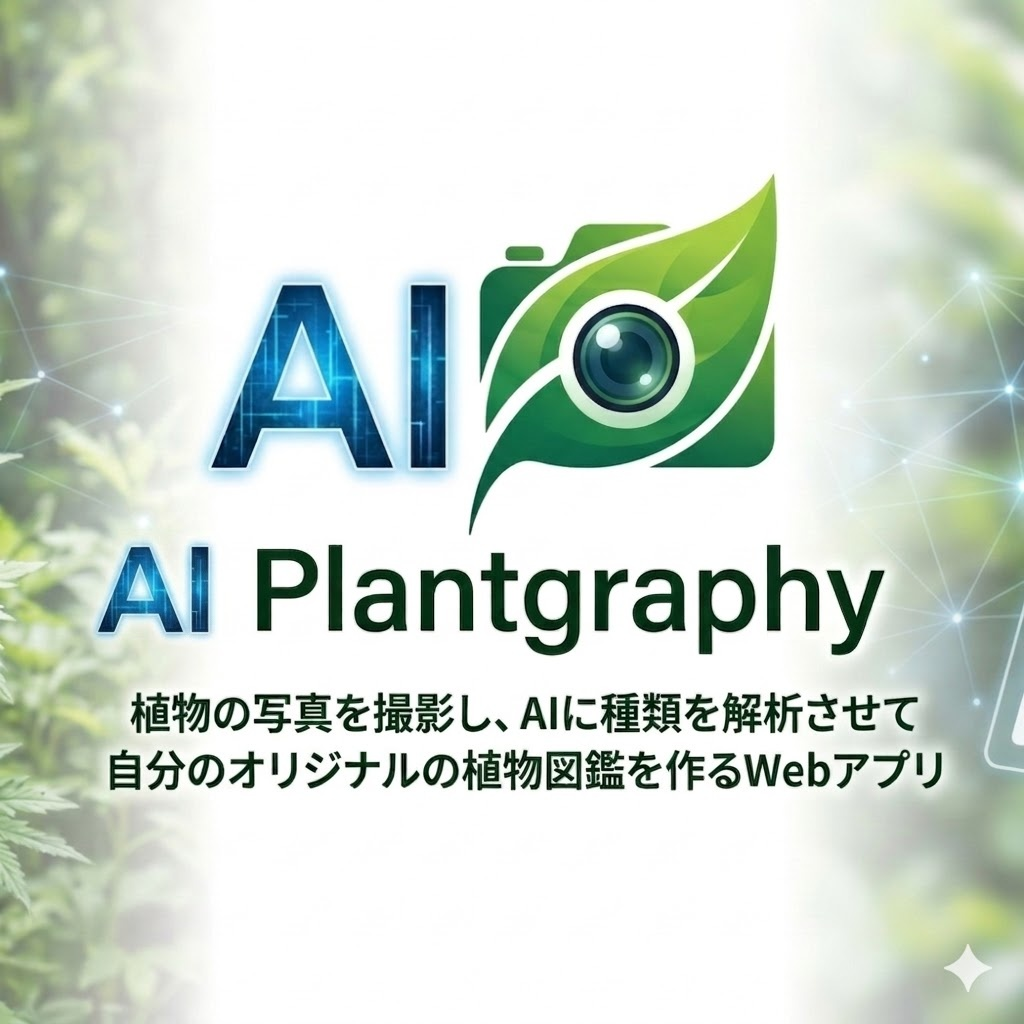 AI
AI Plantgraphy
植物の写真を撮影し、AIに種類を解析させて
自分のオリジナルの植物図鑑を作るWebアプリ